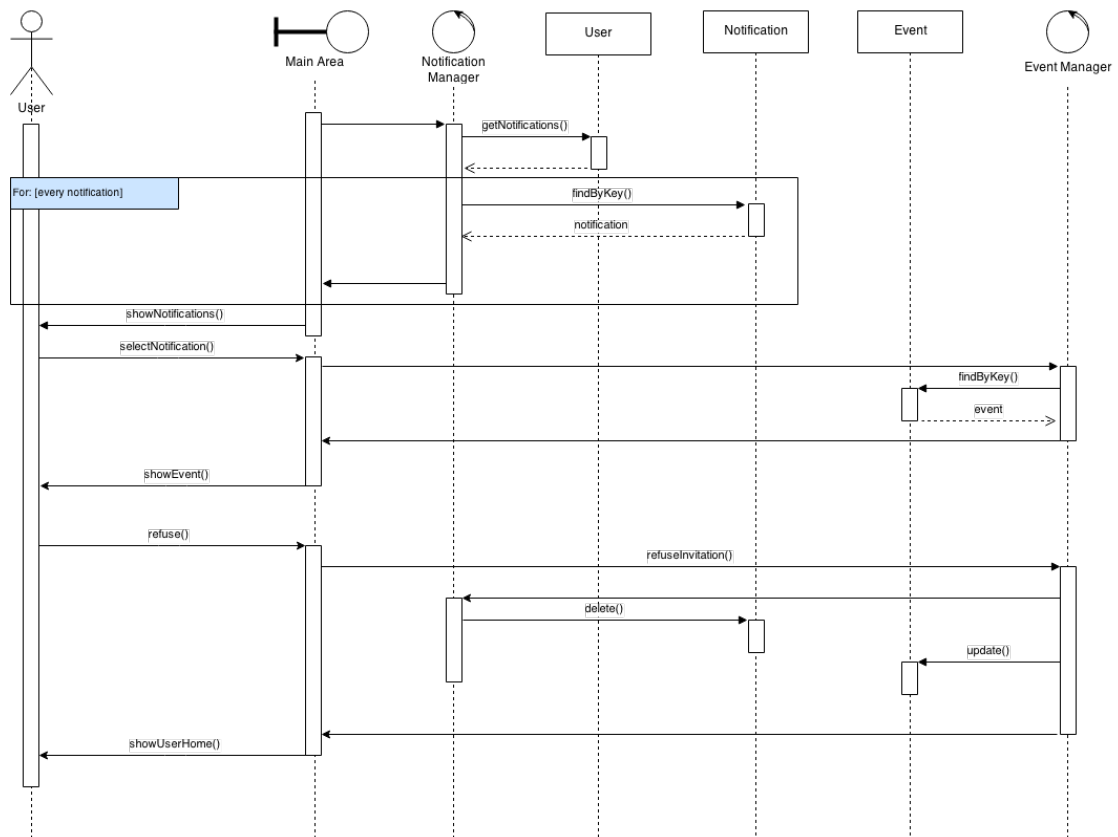 User
Notification
Event
Main Area
Notification
Manager
Event Manager
User
getNotifications()
For: [every notification]
findByKey()
notification
showNotifications()
selectNotification()
findByKey()
event
showEvent()
refuse()
refuseInvitation()
delete()
update()
showUserHome()